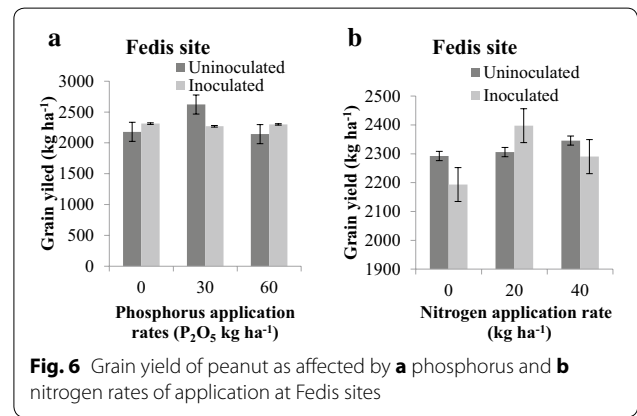 a
Fedis site
Uninoculated
Inoculated
Grain yiled (kg ha-1)
3000
2500
2000
1500
1000
500
0
0 30 60
Phosphorus application
rates (P2O5 kg ha-1)
b
Fedis site
Uninoculated
Inoculated
Grain yield (kg ha-1)
2500
2400
2300
2200
2100
2000
1900
0 20 40
Nitrogen application rate
(kg ha-1)
Fig. 6 Grain yield of peanut as affected by a phosphorus and b
nitrogen rates of application at Fedis sites